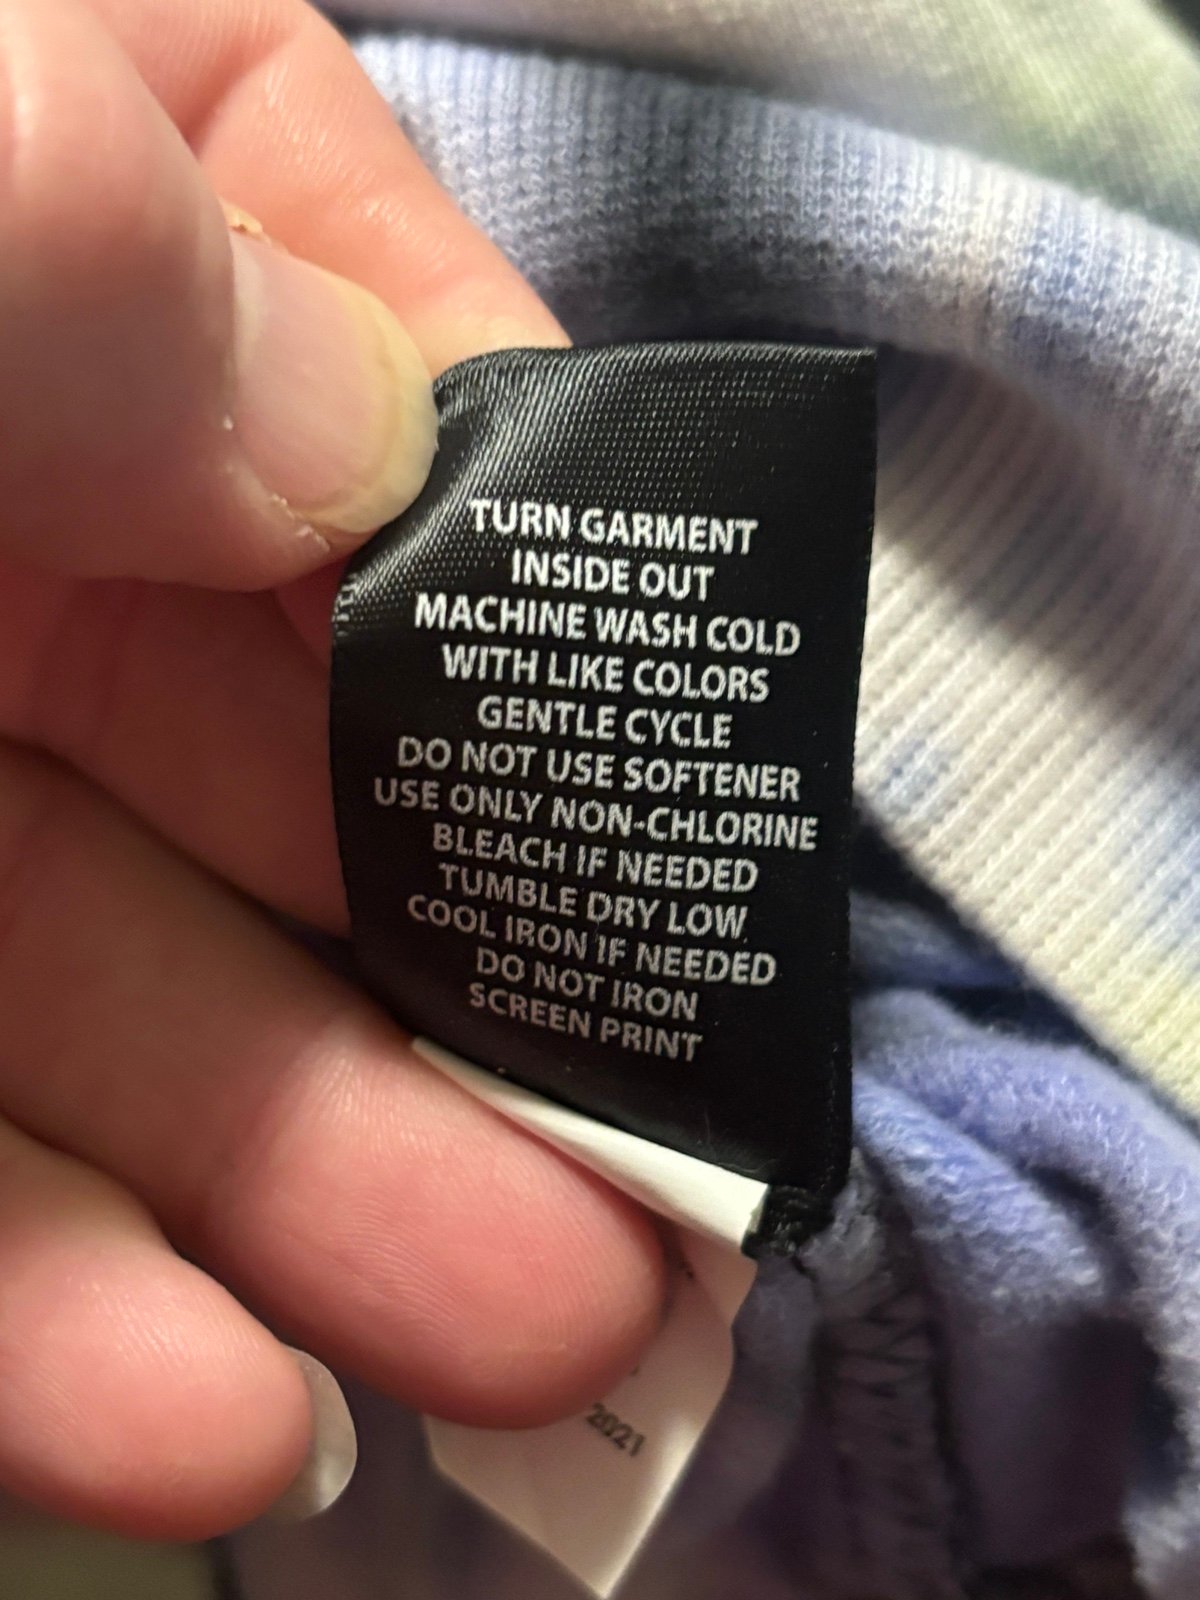 TURN GARMENT
INSIDE OUT
MACHINE WASH COLD
WITH LIKE COLORS
GENTLE CYCLE
DO NOT USE SOFTENER
USE ONLY NON-CHLORINE
BLEACH IF NEEDED
TUMBLE DRY LOW
COOL IRON IF NEEDED
DO NOT IRON
SCREEN PRINT
2021